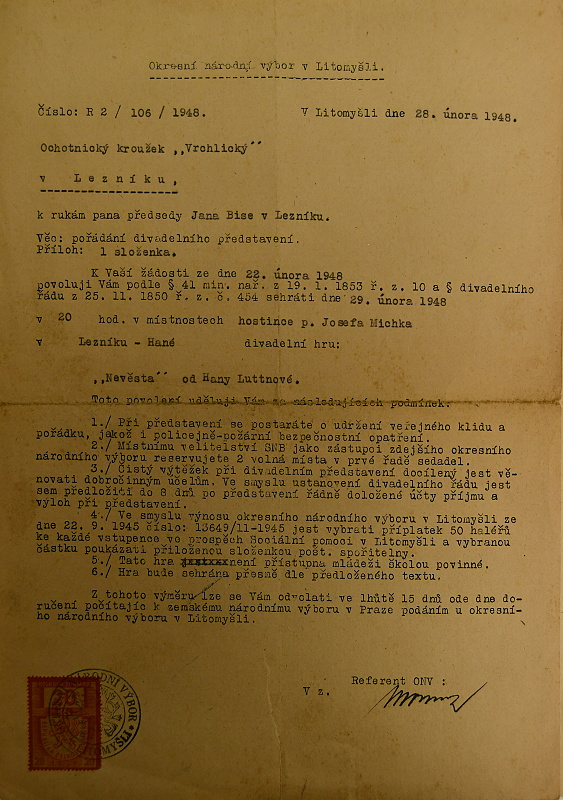 Okresní národní výbor v Litomyšli.
Číslo: R 2 / 106 / 1948.
V Litomyšli dne 28. února 1948.
Ochotnický kroužek ,,Vrchlický´´
v Lezníku,
k rukám pana předsedy Jana Bise v Lezníku.
Věc: pořádání divadelního představení.
Příloh: 1 složenka.
K Vaší žádosti ze dne 22. února 1948
povoluji Vám podle § 41 min. nař. z 19. 1. 1853 ř. z. 10 a § divadelního
řádu z 25. 11. 1850 ř. z. č. 454 sehráti dne 29. února 1948
v 20 hod. v místnostech hostince p. Josefa Michka
v Lezníku - Hané divadelní hru:
,,Nevěsta´´ od Hany Luttnové.
Toto povolení uděluji Vám za následujících podmínek:
1./ Při představení se postaráte o udržení veřejného klidu a
pořádku, jakož i policejně-požární bezpečnostní opatření.
2./ Místnímu velitelství SNB jako zástupci zdejšího okresního
národního výboru reservujete 2 volná místa v prvé řadě sedadel.
3./ Čistý výtěžek při divadelním představení docílený jest vě-
novati dobročinným účelům. Ve smyslu ustanovení divadelního řádu jest
sem předložiti do 8 dnů po představení řádně doložené účty příjmu a
výloh při představení.
4./ Ve smyslu výnosu okresního národního výboru v Litomyšli ze
dne 22. 9. 1945 číslo: 13649/11-1945 jest vybrati příplatek 50 haléřů
ke každé vstupence ve prospěch Sociální pomoci v Litomyšli a vybranou
částku poukázati přiloženou složenkou pošt. spořitelny.
5./ Tato hra není přístupna mládeži školou povinné.
6./ Hra bude sehrána přesně dle předloženého textu.
Z tohoto výměru lze se Vám odvolati ve lhůtě 15 dnů ode dne do-
ručení počítajíc k zemskému národnímu výboru v Praze podáním u okresní-
ho národního výboru v Litomyšli.
Referent ONV :
V z.
NÁRODNÍ VÝBOR